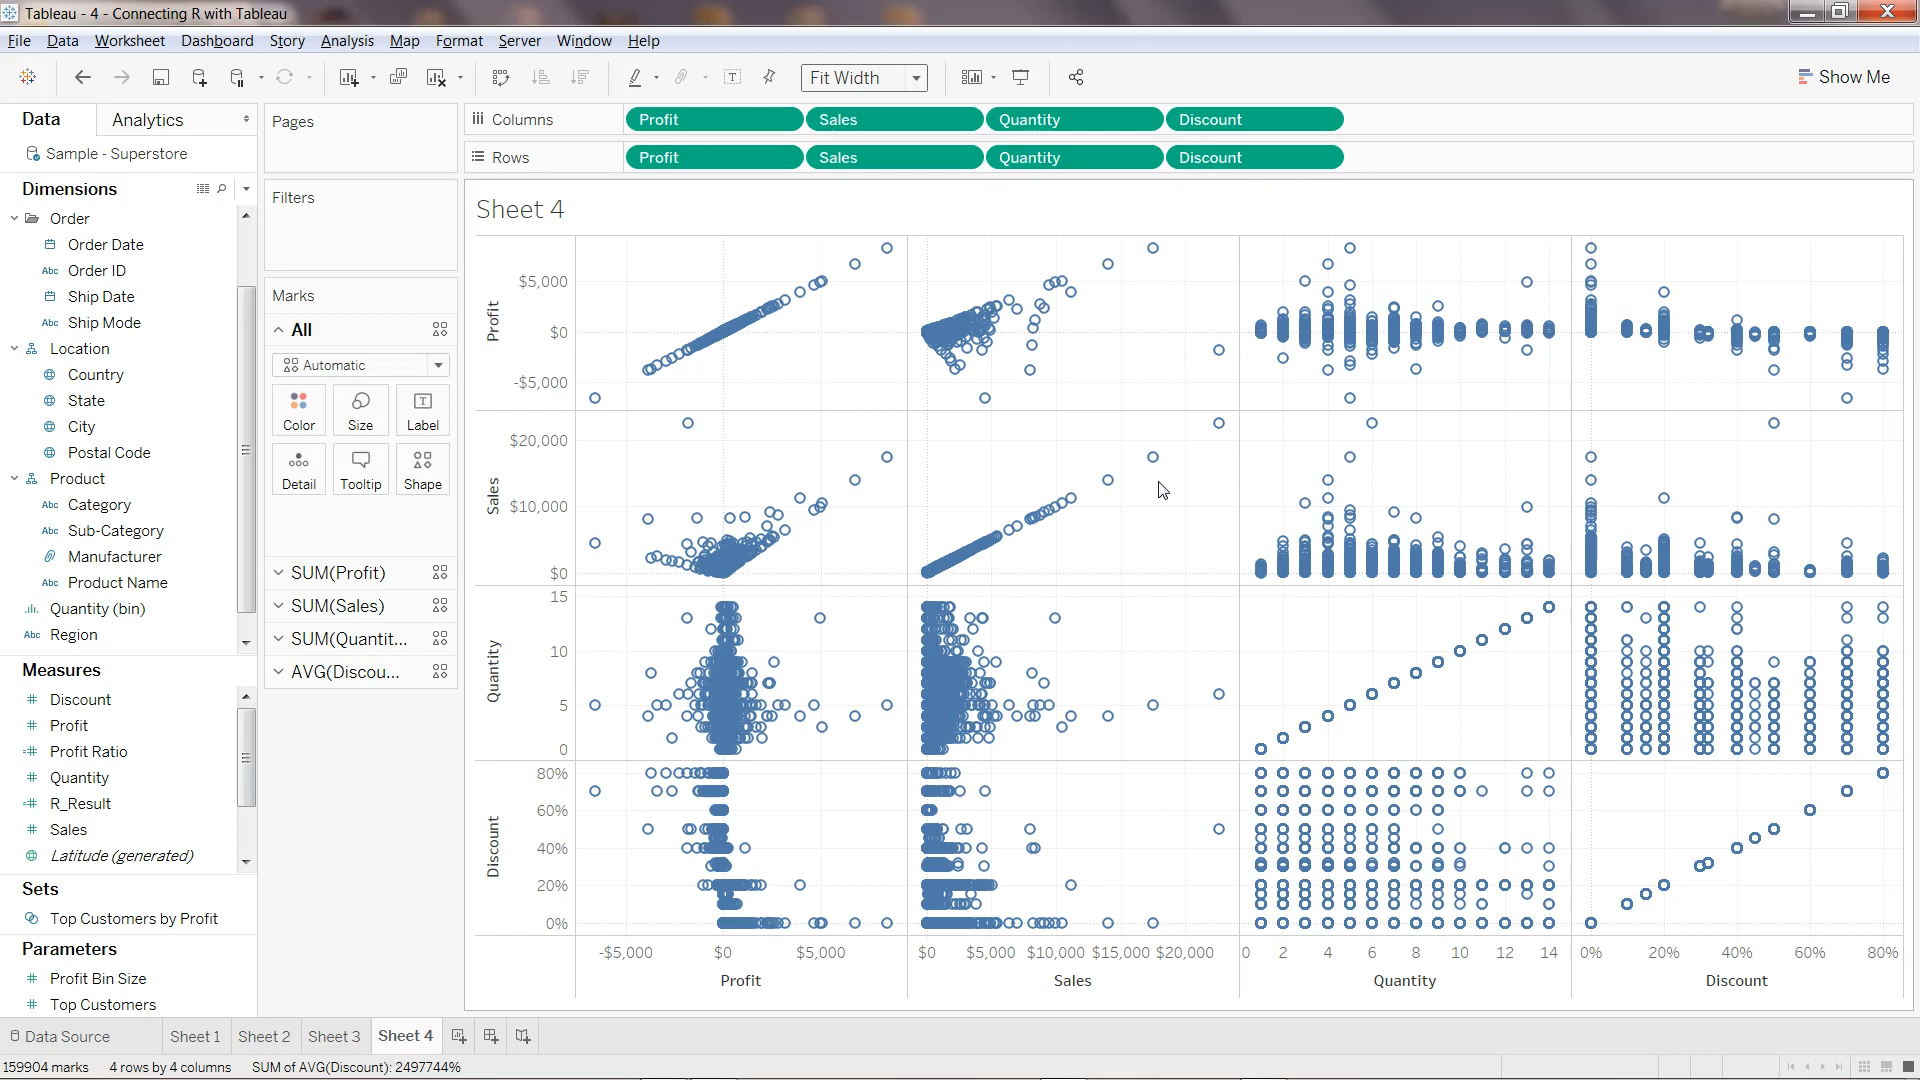 Tableau - 4 - Connecting R with Tableau
File Data Worksheet Dashboard Story Analysis Map Format Server Window Help
Fit Width
Show Me
Data
Analytics
Sample - Superstore
Dimensions
Order
Order Date
Abc Order ID
Ship Date
Abc Ship Mode
Location
Country
State
City
Postal Code
Product
Abc Category
Abc Sub-Category
Manufacturer
Abc Product Name
Quantity (bin)
Abc Region
Measures
# Discount
# Profit
=# Profit Ratio
# Quantity
=# R_Result
# Sales
Latitude (generated)
Sets
Top Customers by Profit
Parameters
# Profit Bin Size
# Top Customers
Pages
Filters
Marks
All
Automatic
Color Size Label
Detail Tooltip Shape
SUM(Profit)
SUM(Sales)
SUM(Quantit...
AVG(Discou...
Columns Profit Sales Quantity Discount
Rows Profit Sales Quantity Discount
Sheet 4
Profit
$5,000
$0
-$5,000
Sales
$20,000
$10,000
$0
Quantity
15
10
5
0
Discount
80%
60%
40%
20%
0%
-$5,000 $0 $5,000
Profit
$0 $5,000 $10,000 $15,000 $20,000
Sales
0 2 4 6 8 10 12 14
Quantity
0% 20% 40% 60% 80%
Discount
Data Source Sheet 1 Sheet 2 Sheet 3 Sheet 4
159904 marks 4 rows by 4 columns SUM of AVG(Discount): 2497744%